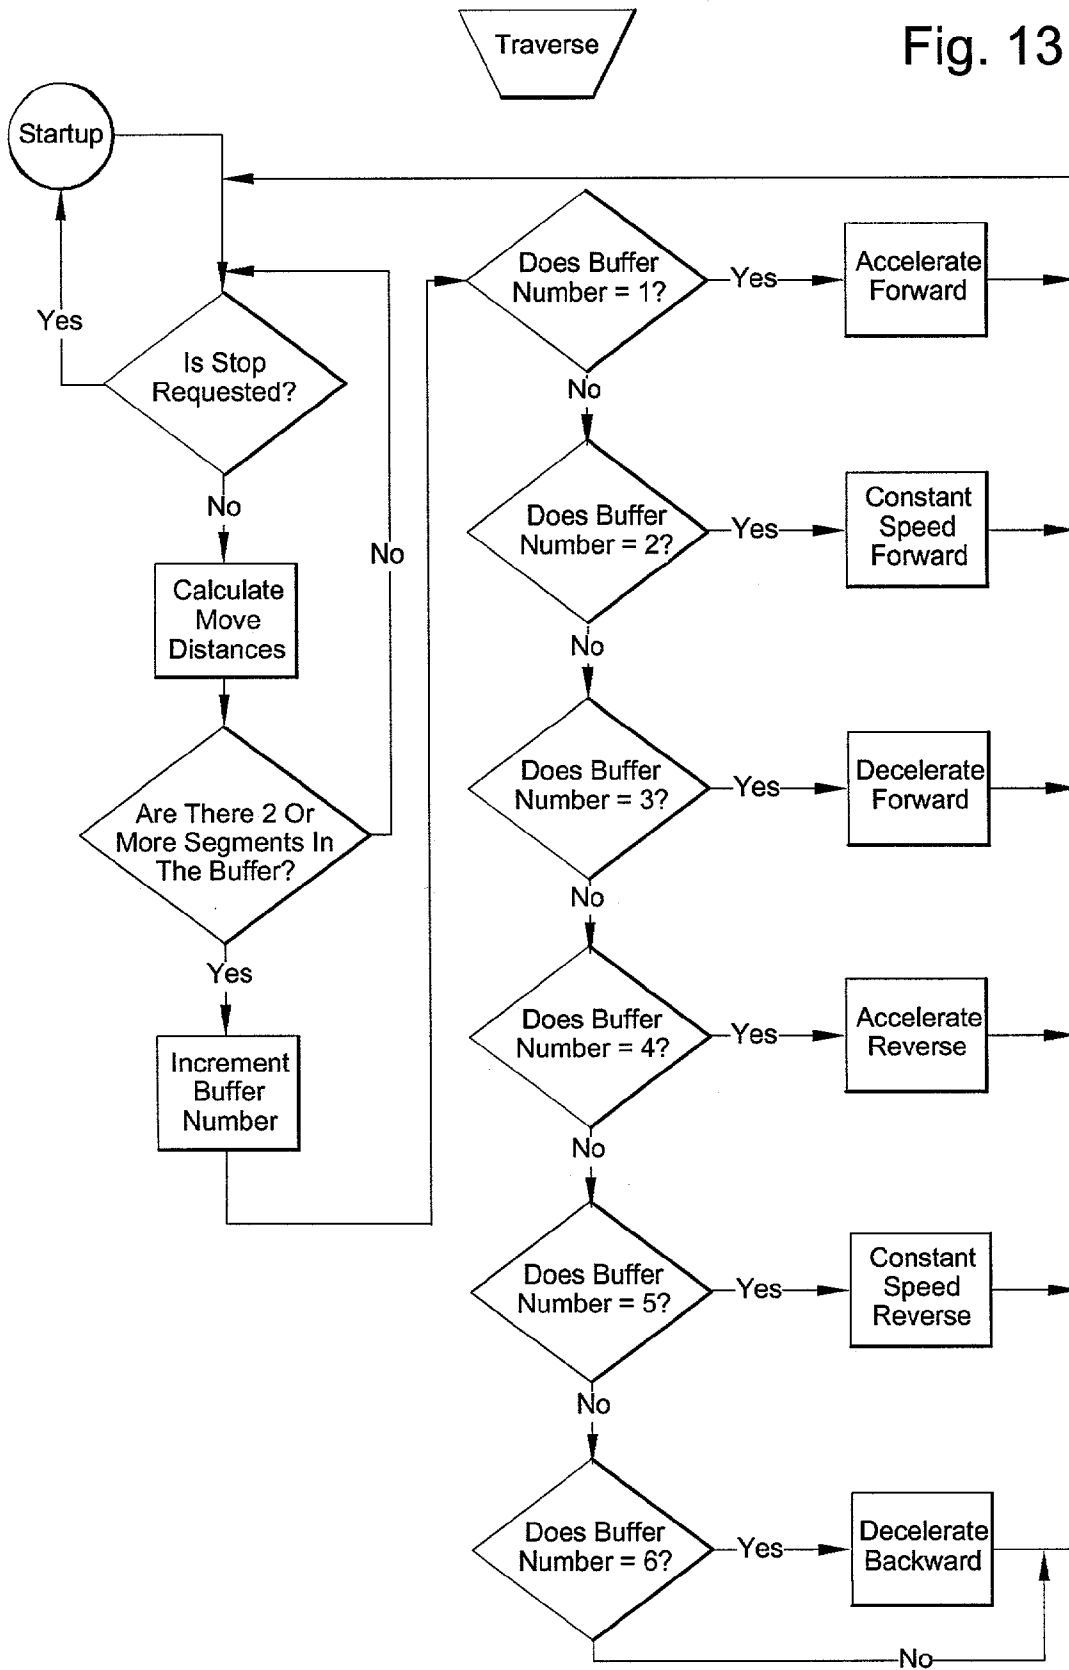 Traverse
Fig. 13
Startup
Yes
Is Stop
Requested?
No
Calculate
Move
Distances
No
Are There 2 Or
More Segments In
The Buffer?
Yes
Increment
Buffer
Number
Does Buffer
Number = 1?
Yes
Accelerate
Forward
No
Does Buffer
Number = 2?
Yes
Constant
Speed
Forward
No
Does Buffer
Number = 3?
Yes
Decelerate
Forward
No
Does Buffer
Number = 4?
Yes
Accelerate
Reverse
No
Does Buffer
Number = 5?
Yes
Constant
Speed
Reverse
No
Does Buffer
Number = 6?
Yes
Decelerate
Backward
No